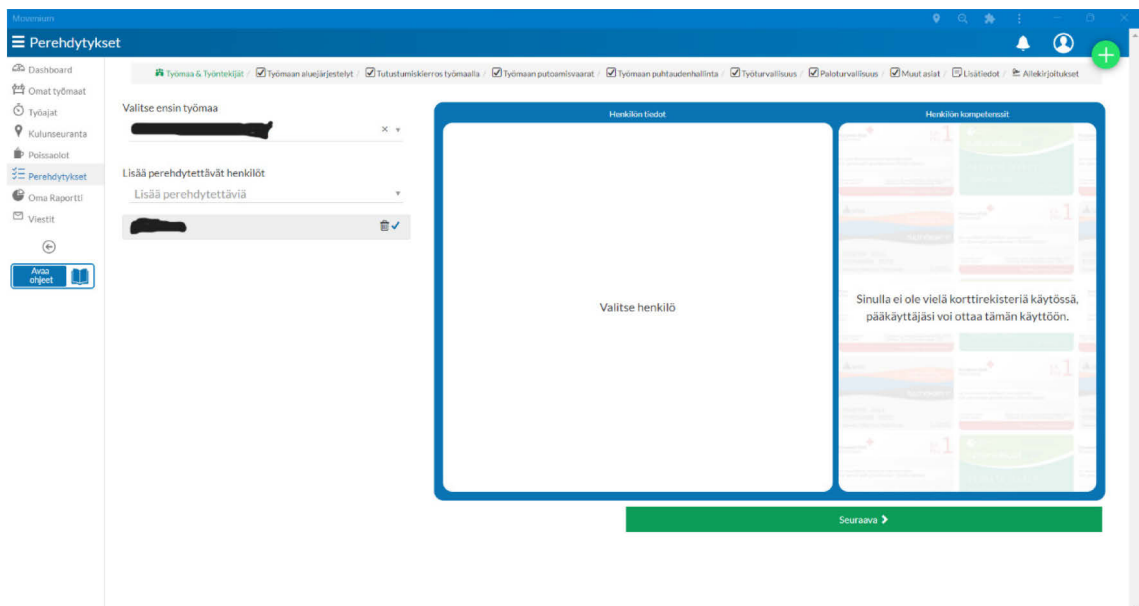 Movenium
Perehdytykset
Dashboard
Omat työmaat
Työajat
Kulunseuranta
Poissaolot
Perehdytykset
Oma Raportti
Viestit
Avaa
ohjeet
Työmaa & Työntekijät / Työmaan aluejärjestelyt / Tutustumiskierros työmaalla / Työmaan putoamisvaarat / Työmaan puhtaudenhallinta / Työturvallisuus / Paloturvallisuus / Muut asiat / Lisätiedot / Allekirjoitukset
Valitse ensin työmaa
Lisää perehdytettävät henkilöt
Lisää perehdytettäviä
Henkilön tiedot
Valitse henkilö
Henkilön kompetenssit
Sinulla ei ole vielä korttirekisteriä käytössä,
pääkäyttäjäsi voi ottaa tämän käyttöön.
Seuraava